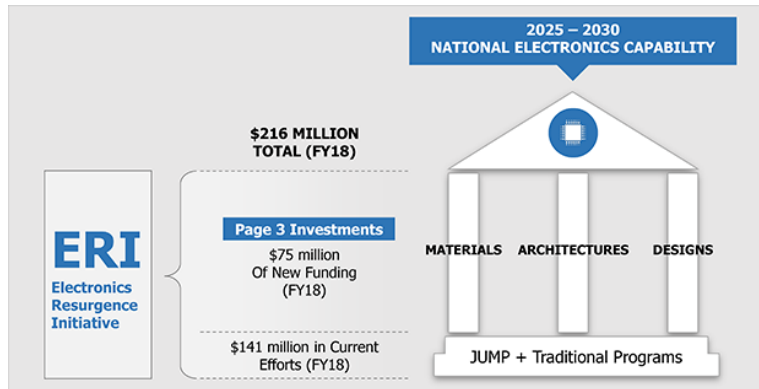 2025 – 2030
NATIONAL ELECTRONICS CAPABILITY
$216 MILLION
TOTAL (FY18)
ERI
Electronics
Resurgence
Initiative
Page 3 Investments
$75 million
Of New Funding
(FY18)
$141 million in Current
Efforts (FY18)
MATERIALS
ARCHITECTURES
DESIGNS
JUMP + Traditional Programs